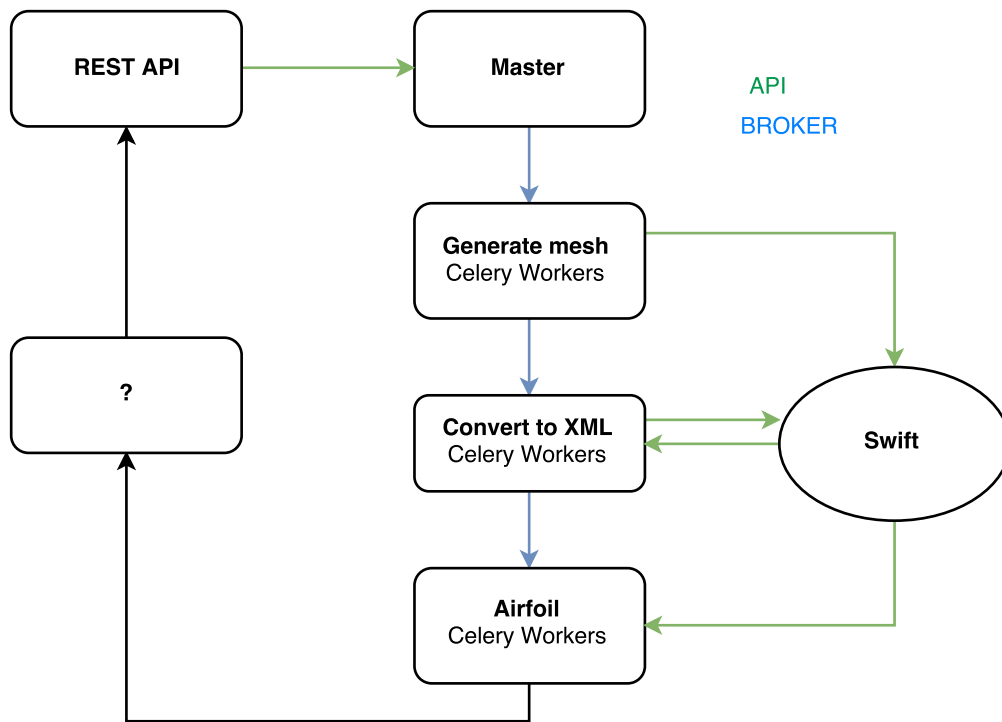 REST API
Master
API
BROKER
Generate mesh
Celery Workers
?
Convert to XML
Celery Workers
Swift
Airfoil
Celery Workers